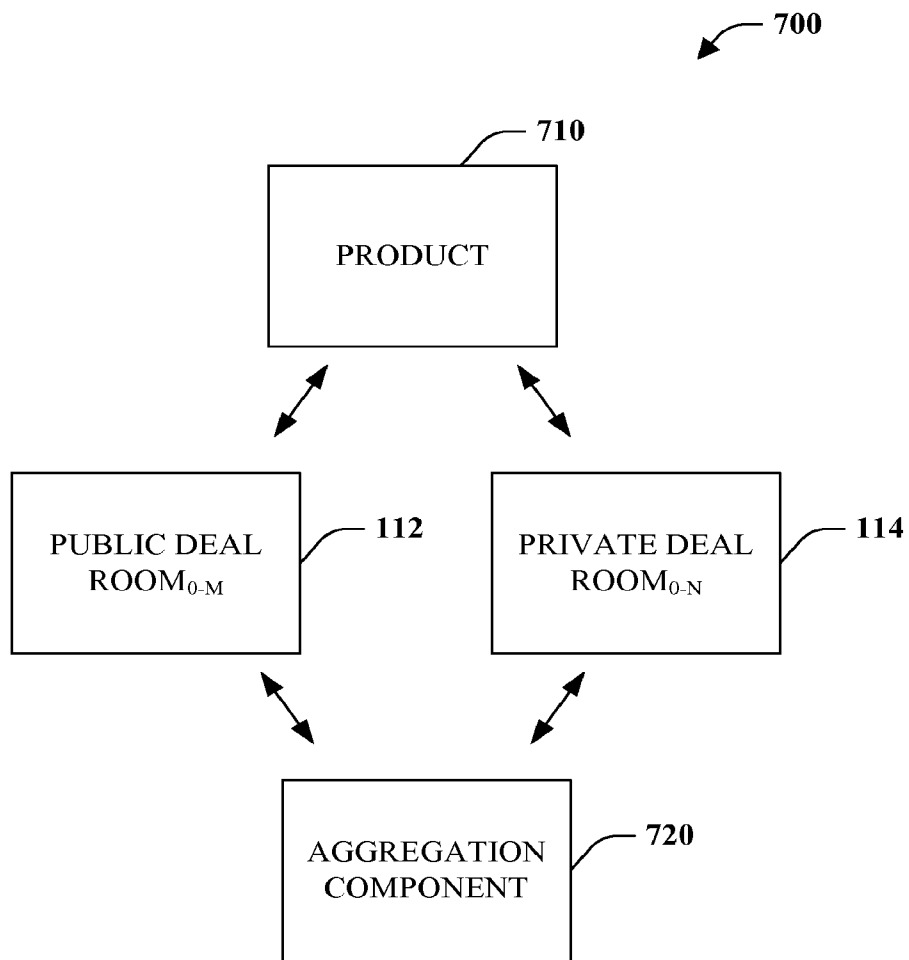 700
710
PRODUCT
PUBLIC DEAL
ROOM0-M
112
PRIVATE DEAL
ROOM0-N
114
AGGREGATION
COMPONENT
720